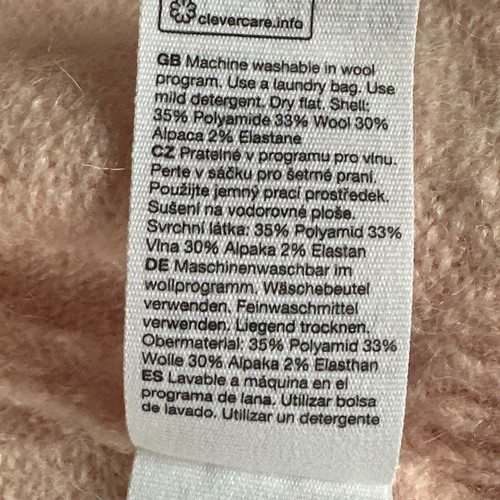 clevercare.info
GB Machine washable in wool
program. Use a laundry bag. Use
mild detergent. Dry flat. Shell:
35% Polyamide 33% Wool 30%
Alpaca 2% Elastane
CZ Pratelné v programu pro vlnu.
Perte v sáčku pro šetrné praní.
Použijte jemný prací prostředek.
Sušení na vodorovné ploše.
Svrchní látka: 35% Polyamid 33%
Vlna 30% Alpaka 2% Elastan
DE Maschinenwaschbar im
wollprogramm. Wäschebeutel
verwenden. Feinwaschmittel
verwenden. Liegend trocknen.
Obermaterial: 35% Polyamid 33%
Wolle 30% Alpaka 2% Elasthan
ES Lavable a máquina en el
programa de lana. Utilizar bolsa
de lavado. Utilizar un detergente